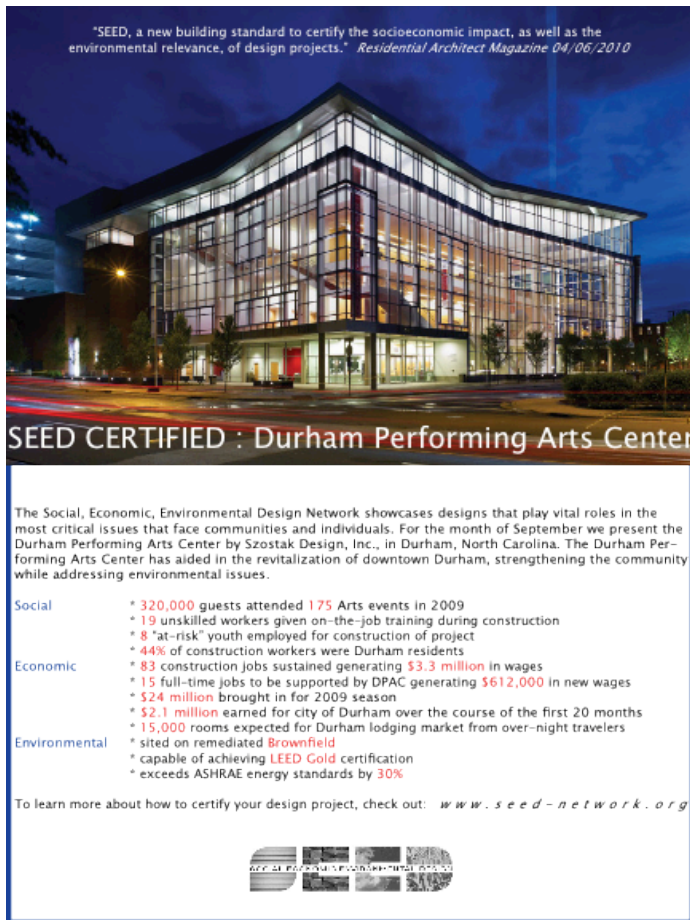 "SEED, a new building standard to certify the socioeconomic impact, as well as the
environmental relevance, of design projects." Residential Architect Magazine 04/06/2010
SEED CERTIFIED : Durham Performing Arts Center
The Social, Economic, Environmental Design Network showcases designs that play vital roles in the
most critical issues that face communities and individuals. For the month of September we present the
Durham Performing Arts Center by Szostak Design, Inc., in Durham, North Carolina. The Durham Per-
forming Arts Center has aided in the revitalization of downtown Durham, strengthening the community
while addressing environmental issues.
Social * 320,000 guests attended 175 Arts events in 2009
* 19 unskilled workers given on-the-job training during construction
* 8 "at-risk" youth employed for construction of project
* 44% of construction workers were Durham residents
Economic * 83 construction jobs sustained generating $3.3 million in wages
* 15 full-time jobs to be supported by DPAC generating $612,000 in new wages
* $24 million brought in for 2009 season
* $2.1 million earned for city of Durham over the course of the first 20 months
* 15,000 rooms expected for Durham lodging market from over-night travelers
Environmental * sited on remediated Brownfield
* capable of achieving LEED Gold certification
* exceeds ASHRAE energy standards by 30%
To learn more about how to certify your design project, check out: www.seed-network.org
SEED
SOCIAL ECONOMIC ENVIRONMENTAL DESIGN